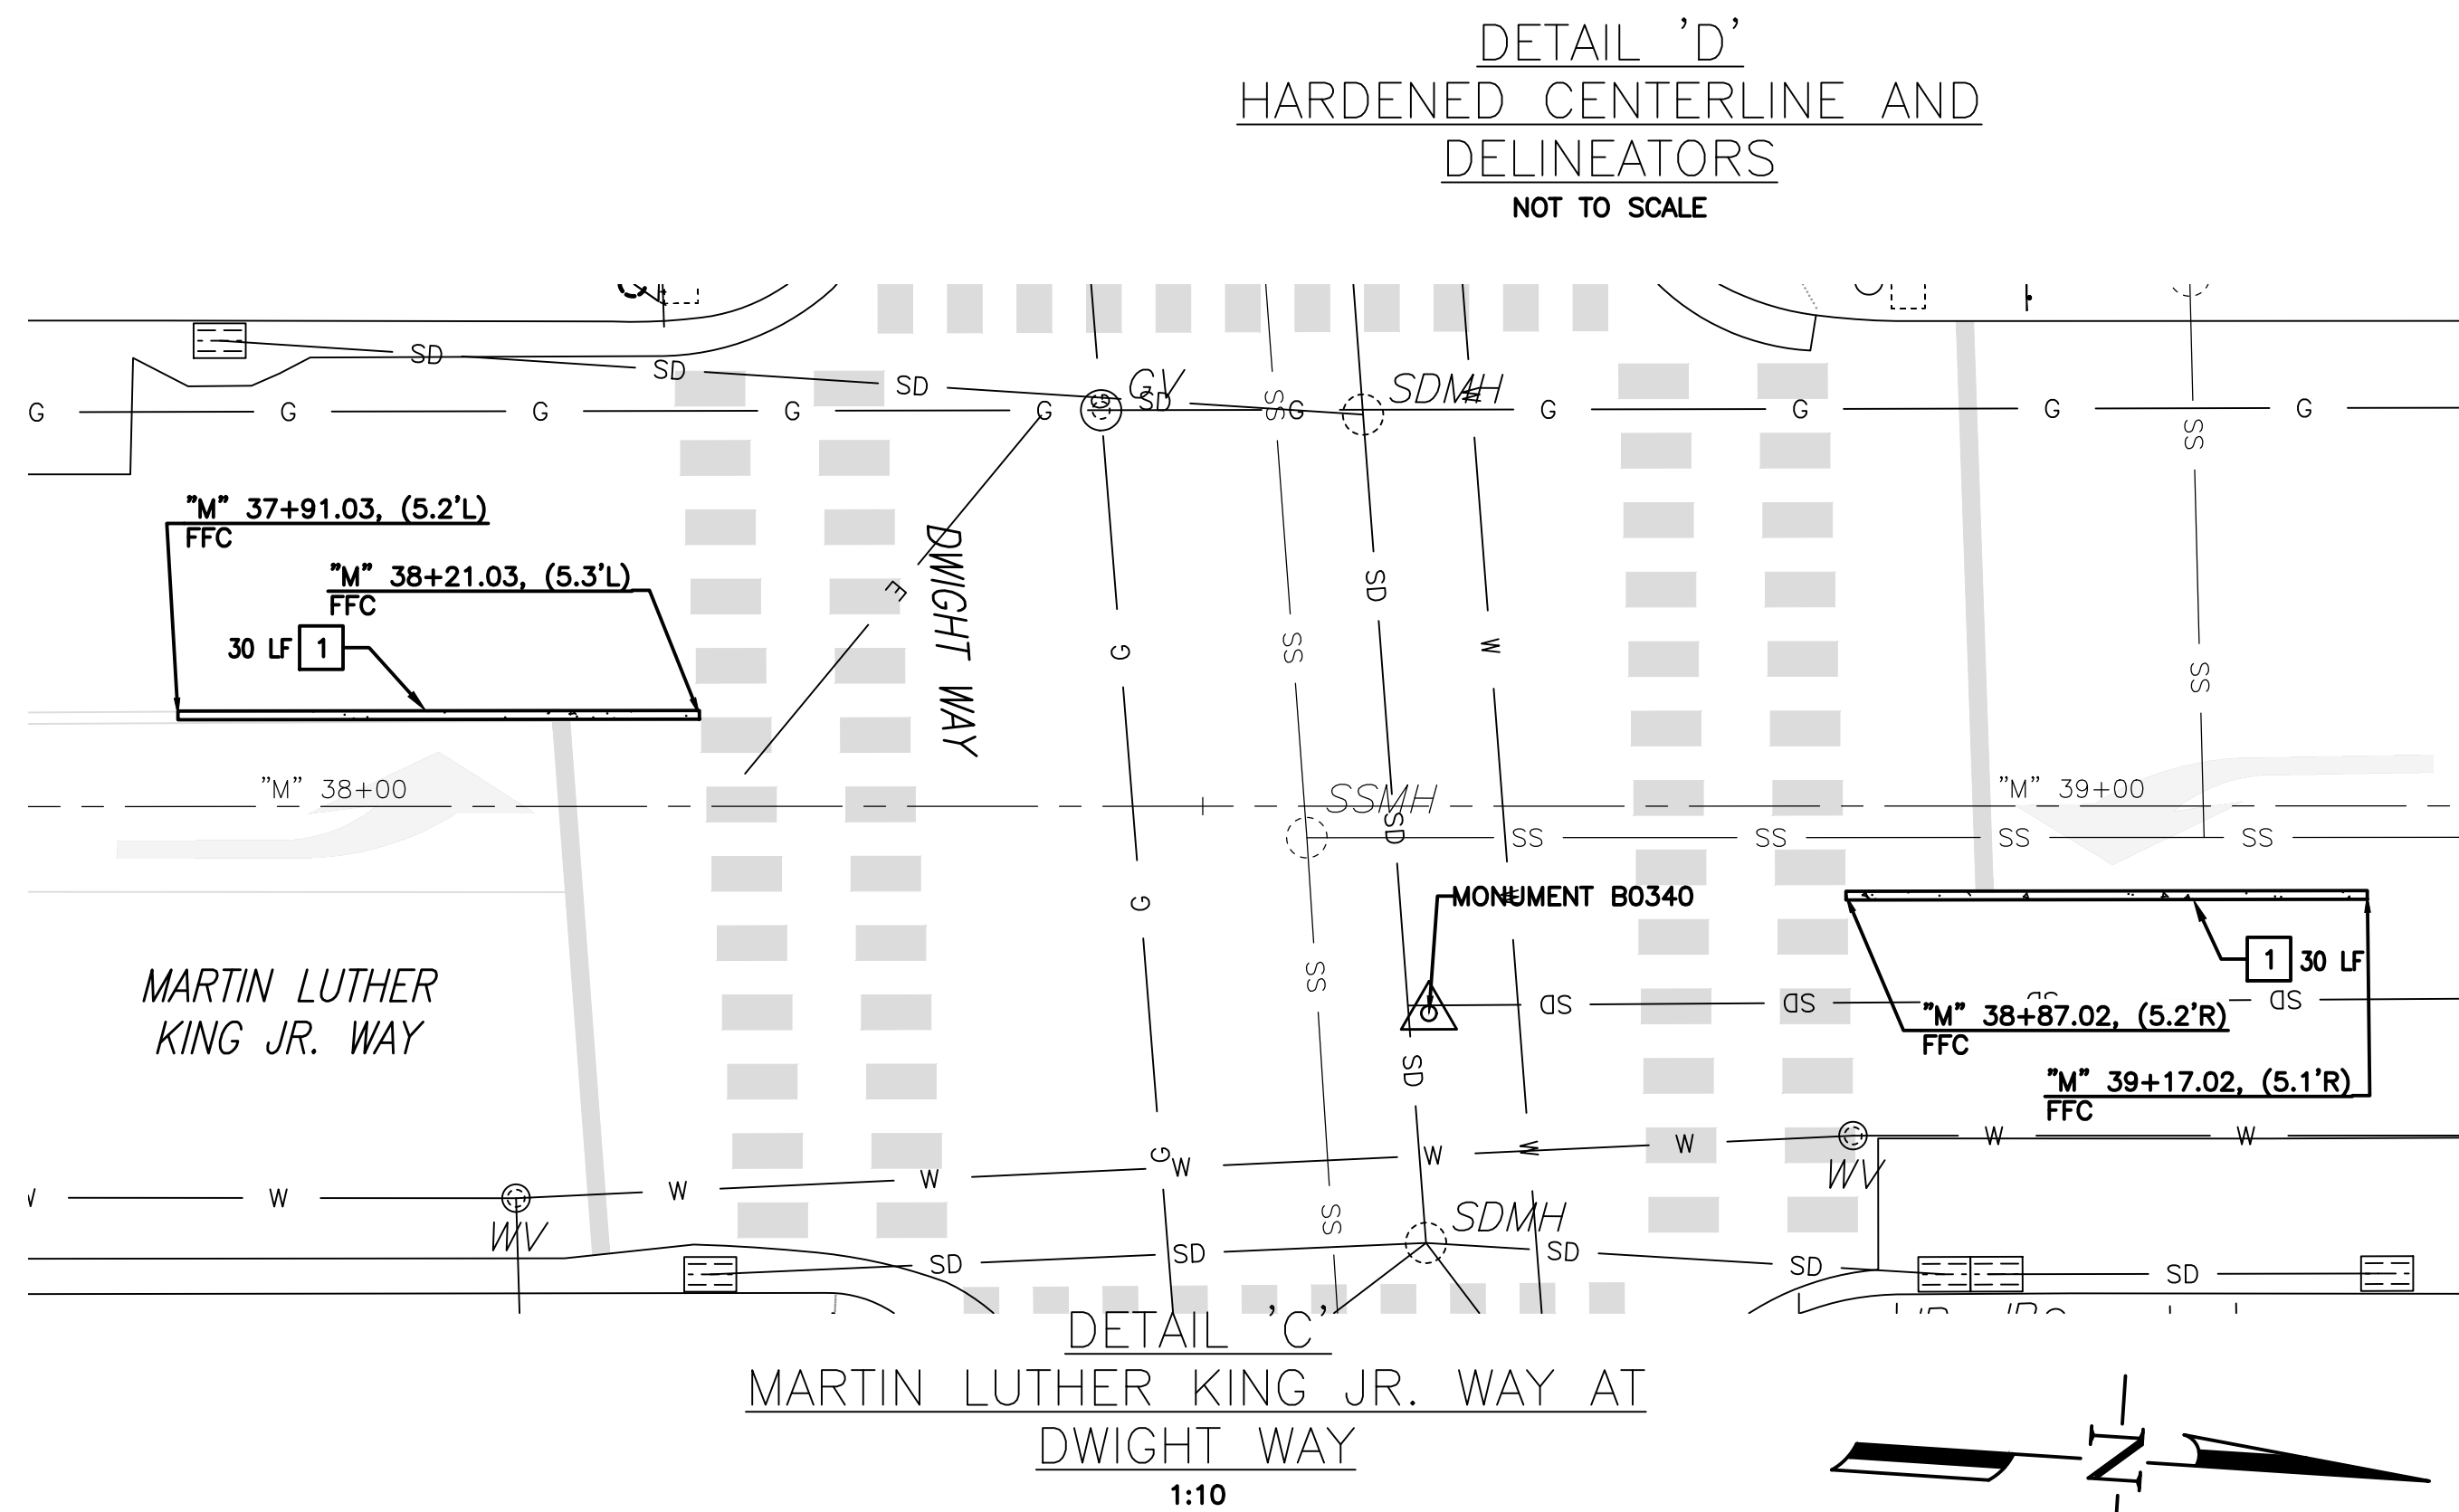 DETAIL 'D'
HARDENED CENTERLINE AND
DELINEATORS
NOT TO SCALE
SD
SD
SD
GV
SD
SDMH
W
G
G
G
G
G
G
SS
G
G
G
G
G
SS
"M" 37+91.03, (5.2'L)
FFC
"M" 38+21.03, (5.3'L)
FFC
30 LF 1
E
DWIGHT WAY
SD
G
SS
W
SS
"M" 38+00
SSMH
"M" 39+00
SD
SS
SS
SS
SS
G
W
MONUMENT B0340
1 30 LF
MARTIN LUTHER
KING JR. WAY
SS
SD
SD
SD
"M" 38+87.02, (5.2'R)
FFC
SD
"M" 39+17.02, (5.1'R)
FFC
G
W
W
W
W
W
W
W
W
W
W
WV
WV
SS
SDMH
SD
SD
SD
SD
SD
DETAIL 'C'
MARTIN LUTHER KING JR. WAY AT
DWIGHT WAY
1:10
N